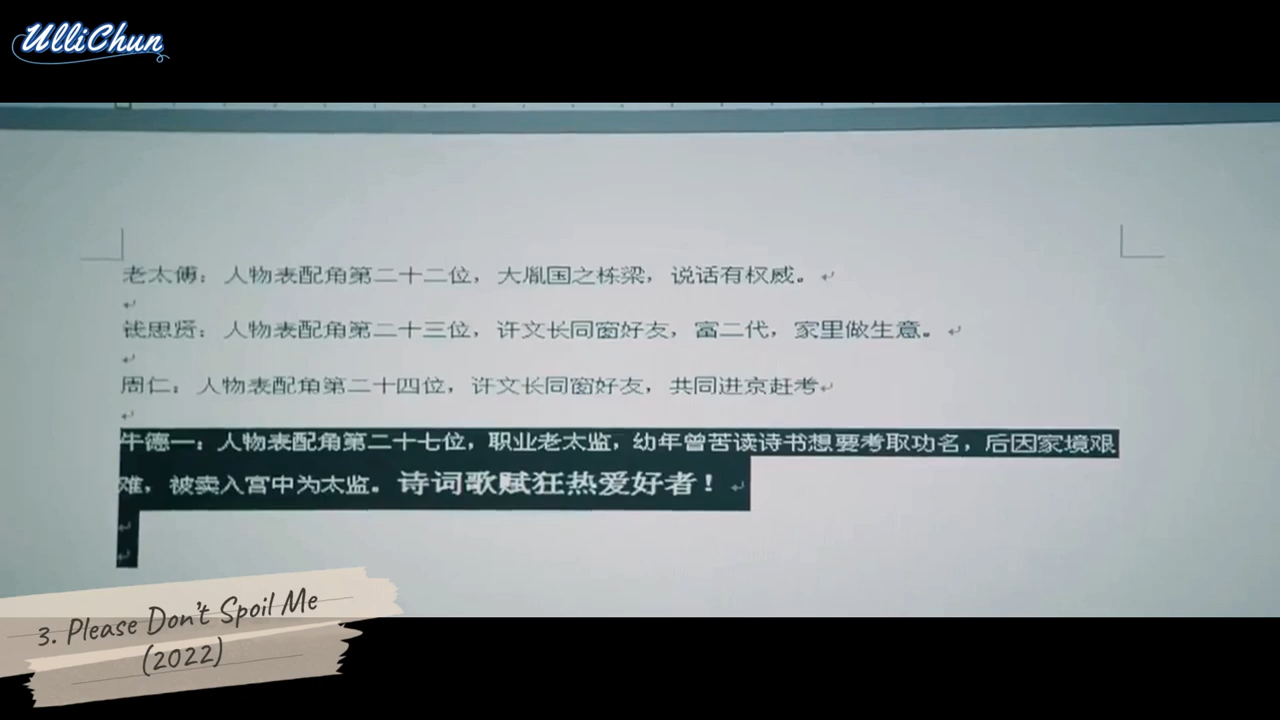 UlliChun
老太傅：人物表配角第二十二位，大胤国之栋梁，说话有权威。
钱思贤：人物表配角第二十三位，许文长同窗好友，富二代，家里做生意。
周仁：人物表配角第二十四位，许文长同窗好友，共同进京赶考
牛德一：人物表配角第二十七位，职业老太监，幼年曾苦读诗书想要考取功名，后因家境艰
难，被卖入宫中为太监。诗词歌赋狂热爱好者！
3. Please Don't Spoil Me
(2022)